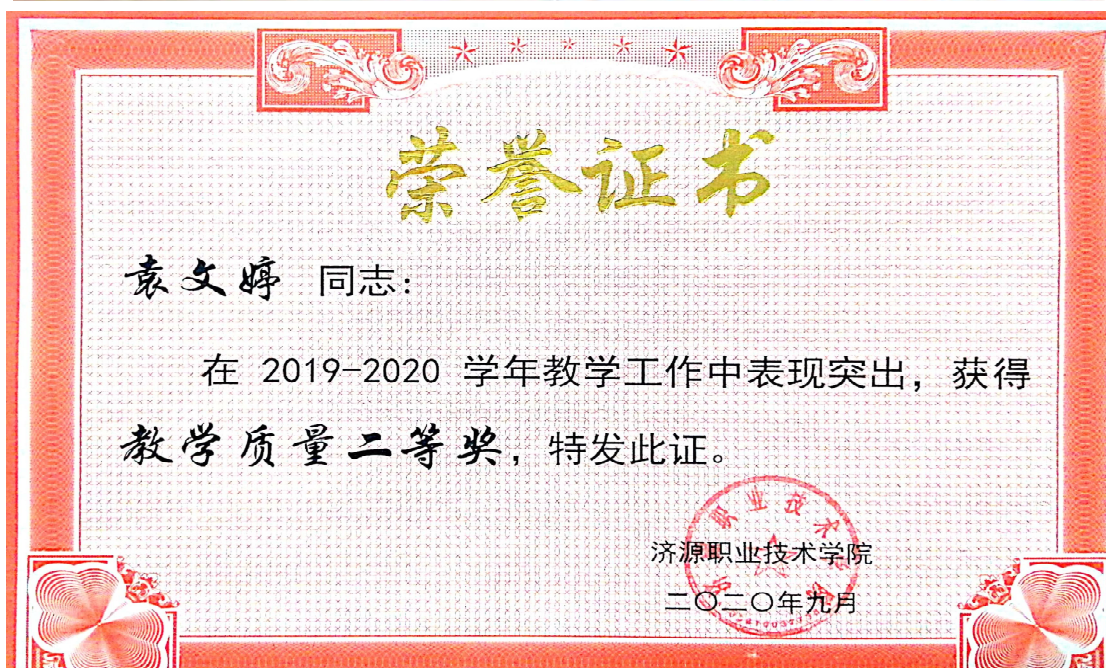 荣誉证书
袁文婷 同志:
在 2019-2020 学年教学工作中表现突出，获得
教学质量二等奖，特发此证。
济源职业技术学院
二〇二〇年九月